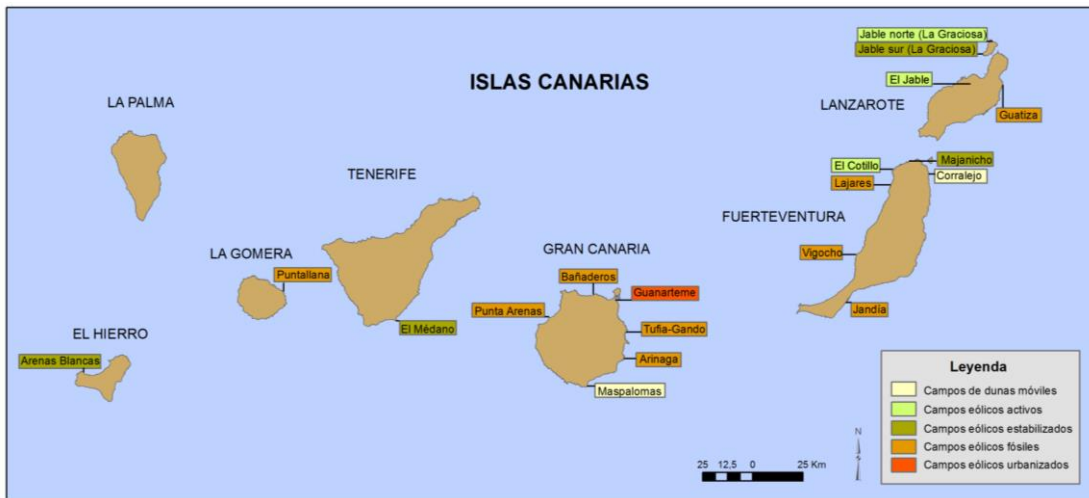 ISLAS CANARIAS
Jable norte (La Graciosa)
Jable sur (La Graciosa)
El Jable
LANZAROTE
Guatiza
LA PALMA
TENERIFE
El Cotillo
Majanicho
Corralejo
Lajares
FUERTEVENTURA
Vigocho
Jandía
LA GOMERA
Puntallana
GRAN CANARIA
Bañaderos
Guanarteme
Punta Arenas
Tufia-Gando
Arinaga
Maspalomas
El Médano
EL HIERRO
Arenas Blancas
Leyenda
Campos de dunas móviles
Campos eólicos activos
Campos eólicos estabilizados
Campos eólicos fósiles
Campos eólicos urbanizados
N
25 12,5 0 25 Km